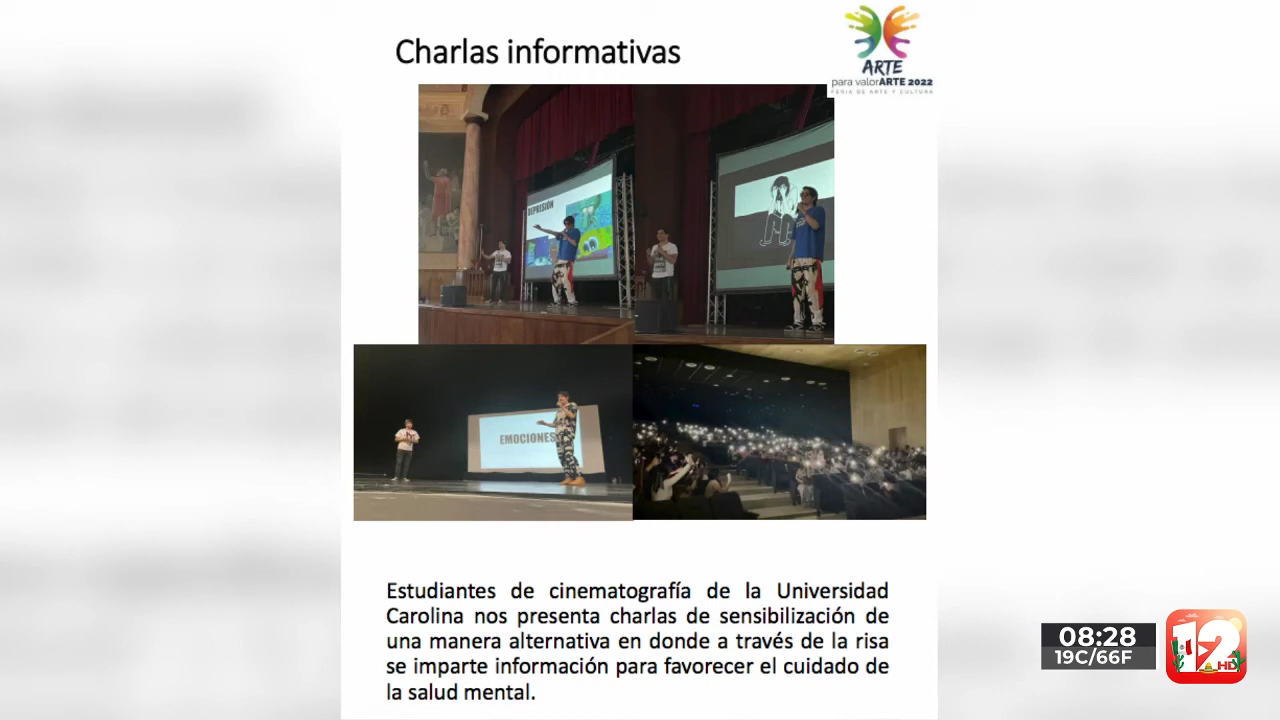 Charlas informativas
ARTE
para valorARTE 2022
FERIA DE ARTE Y CULTURA
DEPRESIÓN
EMOCIONES
Estudiantes de cinematografía de la Universidad
Carolina nos presenta charlas de sensibilización de
una manera alternativa en donde a través de la risa
se imparte información para favorecer el cuidado de
la salud mental.
08:28
19C/66F
12
HD